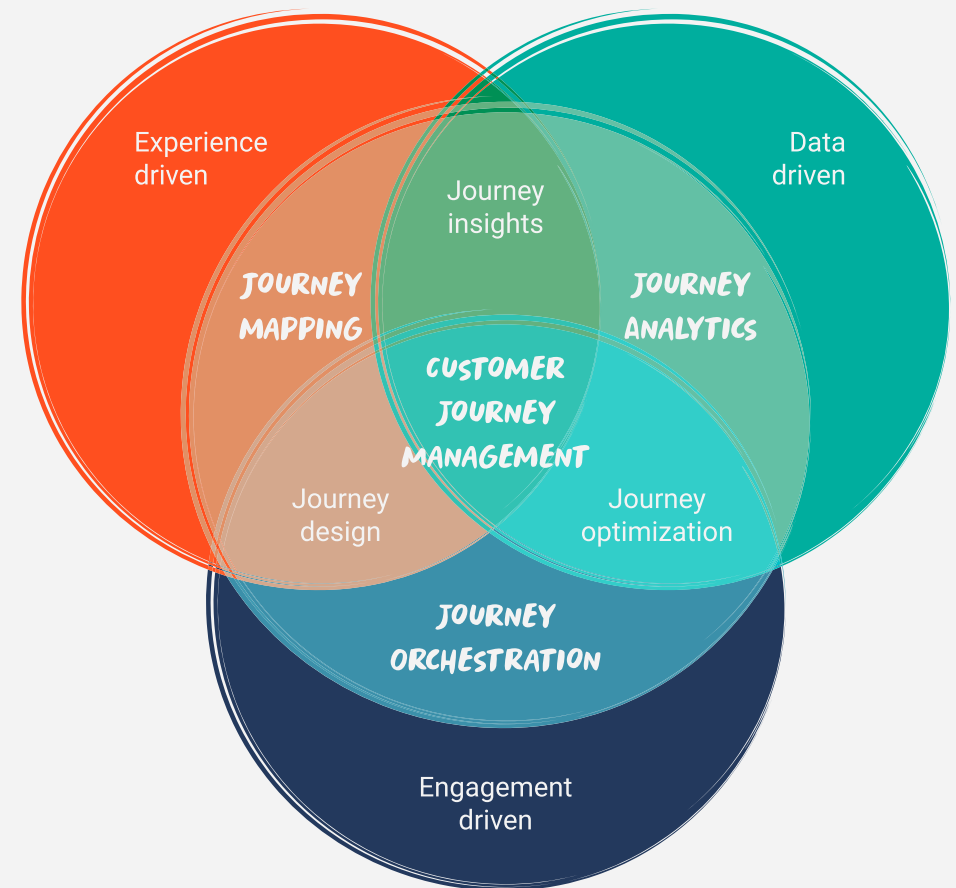 Experience
driven
Data
driven
Journey
insights
JOURNEY
MAPPING
JOURNEY
ANALYTICS
CUSTOMER
JOURNEY
MANAGEMENT
Journey
design
Journey
optimization
JOURNEY
ORCHESTRATION
Engagement
driven